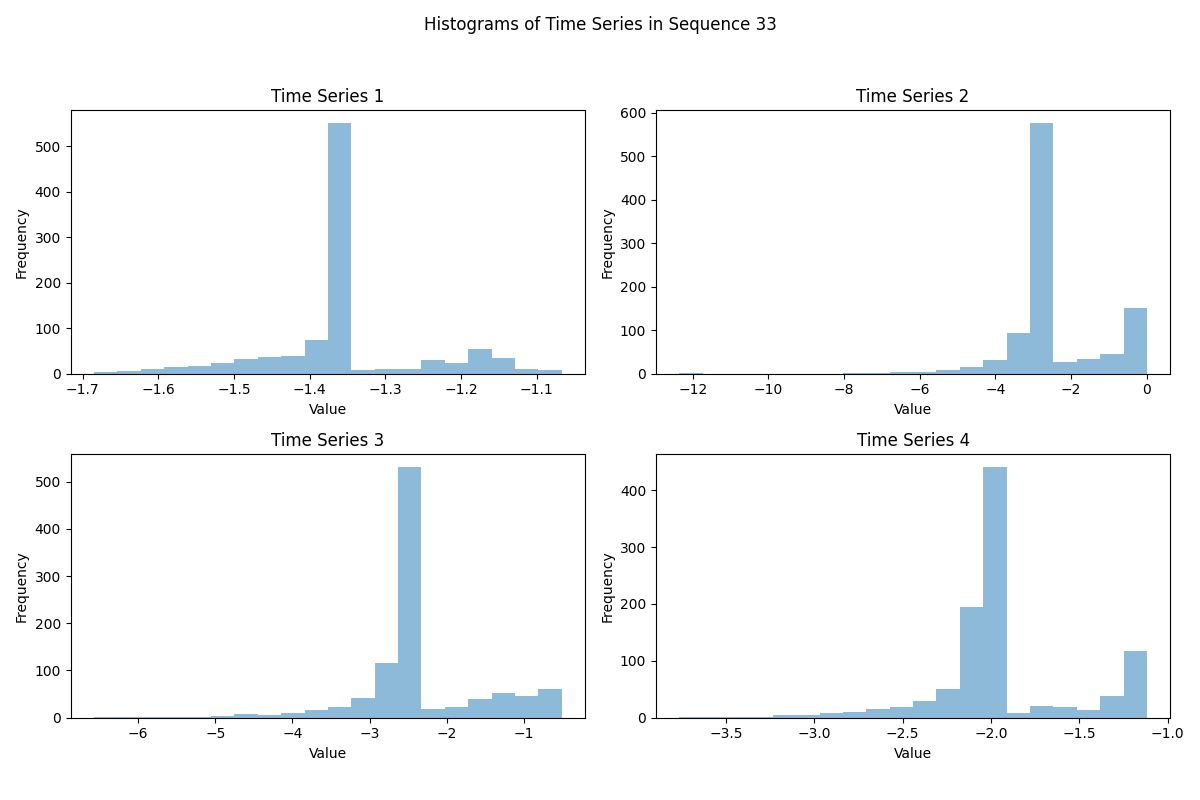 Histograms of Time Series in Sequence 33
Time Series 1
Frequency
0
100
200
300
400
500
−1.7 −1.6 −1.5 −1.4 −1.3 −1.2 −1.1
Value
Time Series 2
Frequency
0
100
200
300
400
500
600
−12 −10 −8 −6 −4 −2 0
Value
Time Series 3
Frequency
0
100
200
300
400
500
−6 −5 −4 −3 −2 −1
Value
Time Series 4
Frequency
0
100
200
300
400
−3.5 −3.0 −2.5 −2.0 −1.5 −1.0
Value